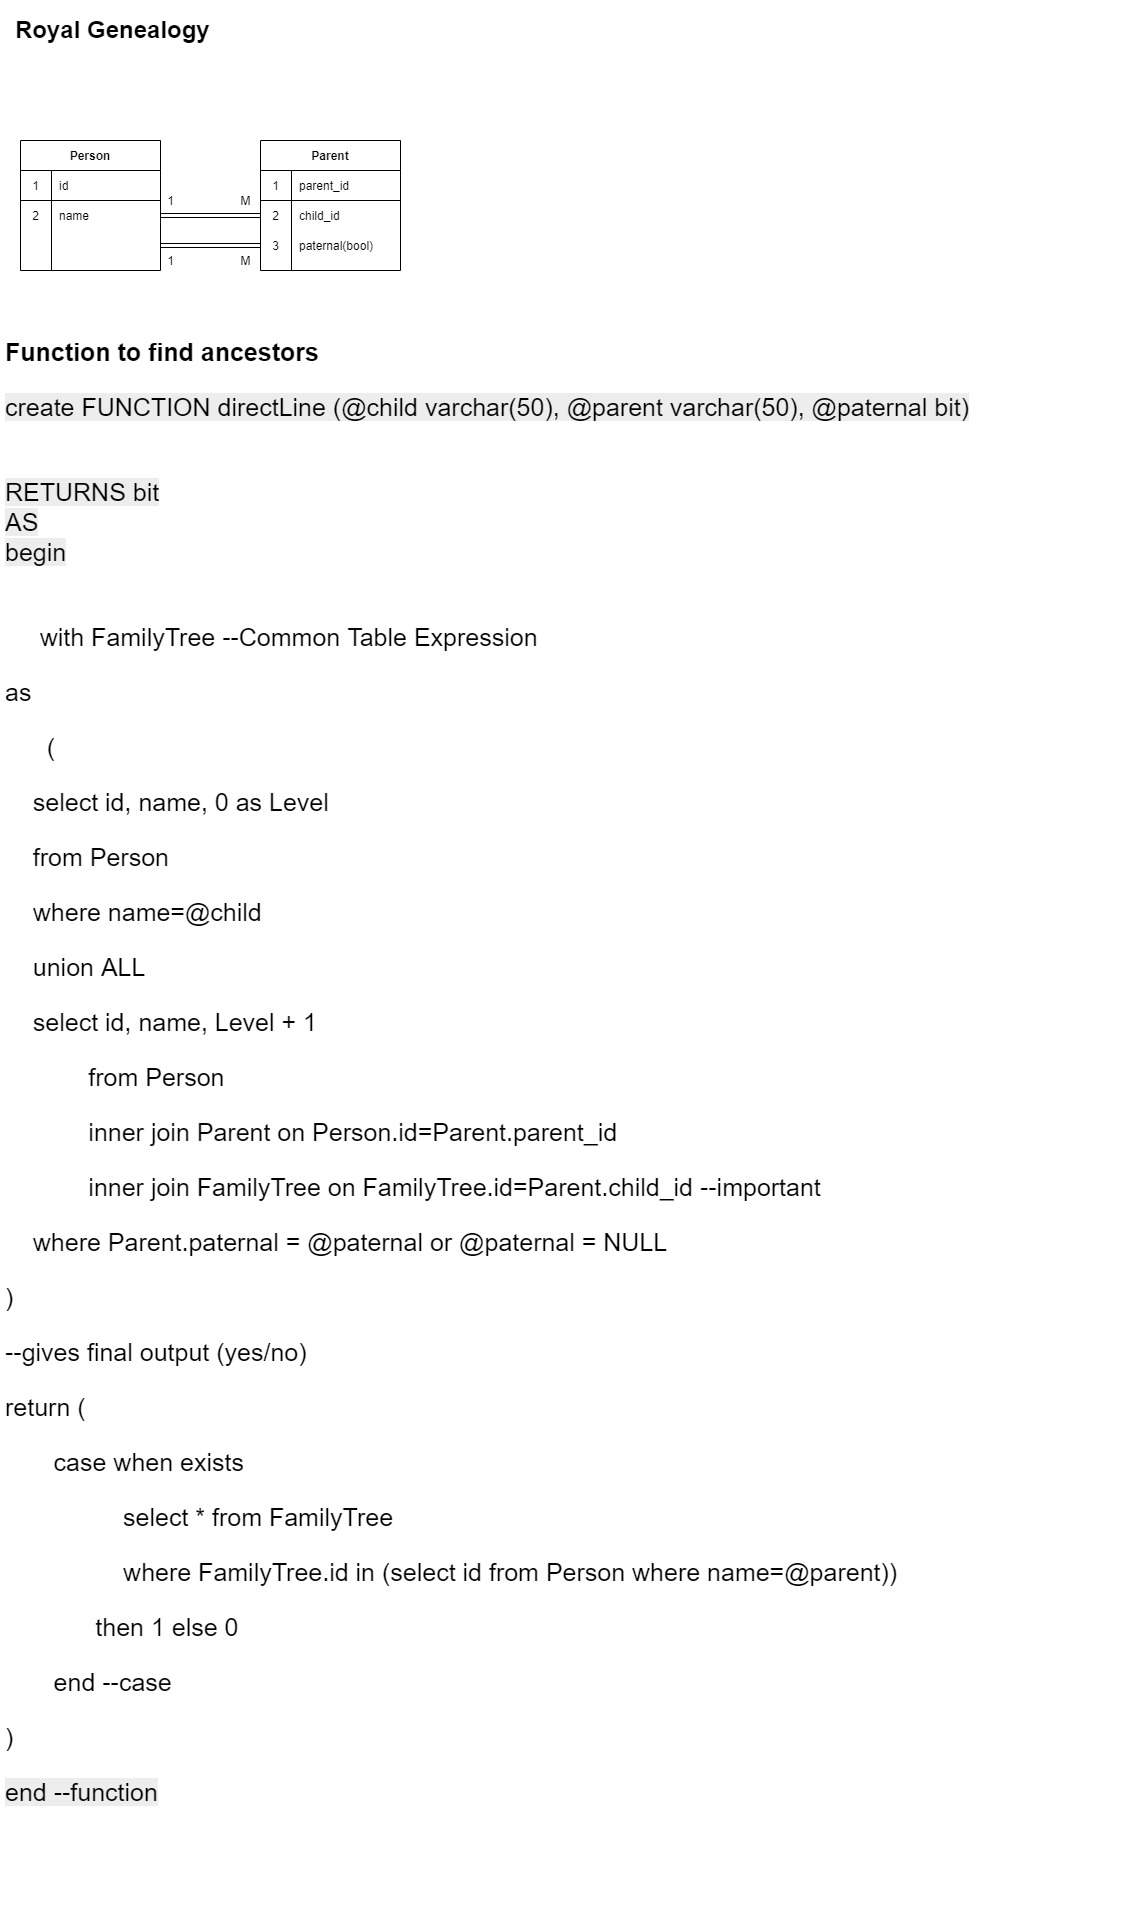 Royal Genealogy
Person
1 id
2 name
1 M
1 M
Parent
1 parent_id
2 child_id
3 paternal(bool)
Function to find ancestors
create FUNCTION directLine (@child varchar(50), @parent varchar(50), @paternal bit)
RETURNS bit
AS
begin
with FamilyTree --Common Table Expression
as
(
select id, name, 0 as Level
from Person
where name=@child
union ALL
select id, name, Level + 1
from Person
inner join Parent on Person.id=Parent.parent_id
inner join FamilyTree on FamilyTree.id=Parent.child_id --important
where Parent.paternal = @paternal or @paternal = NULL
)
--gives final output (yes/no)
return (
case when exists
select * from FamilyTree
where FamilyTree.id in (select id from Person where name=@parent))
then 1 else 0
end --case
)
end --function